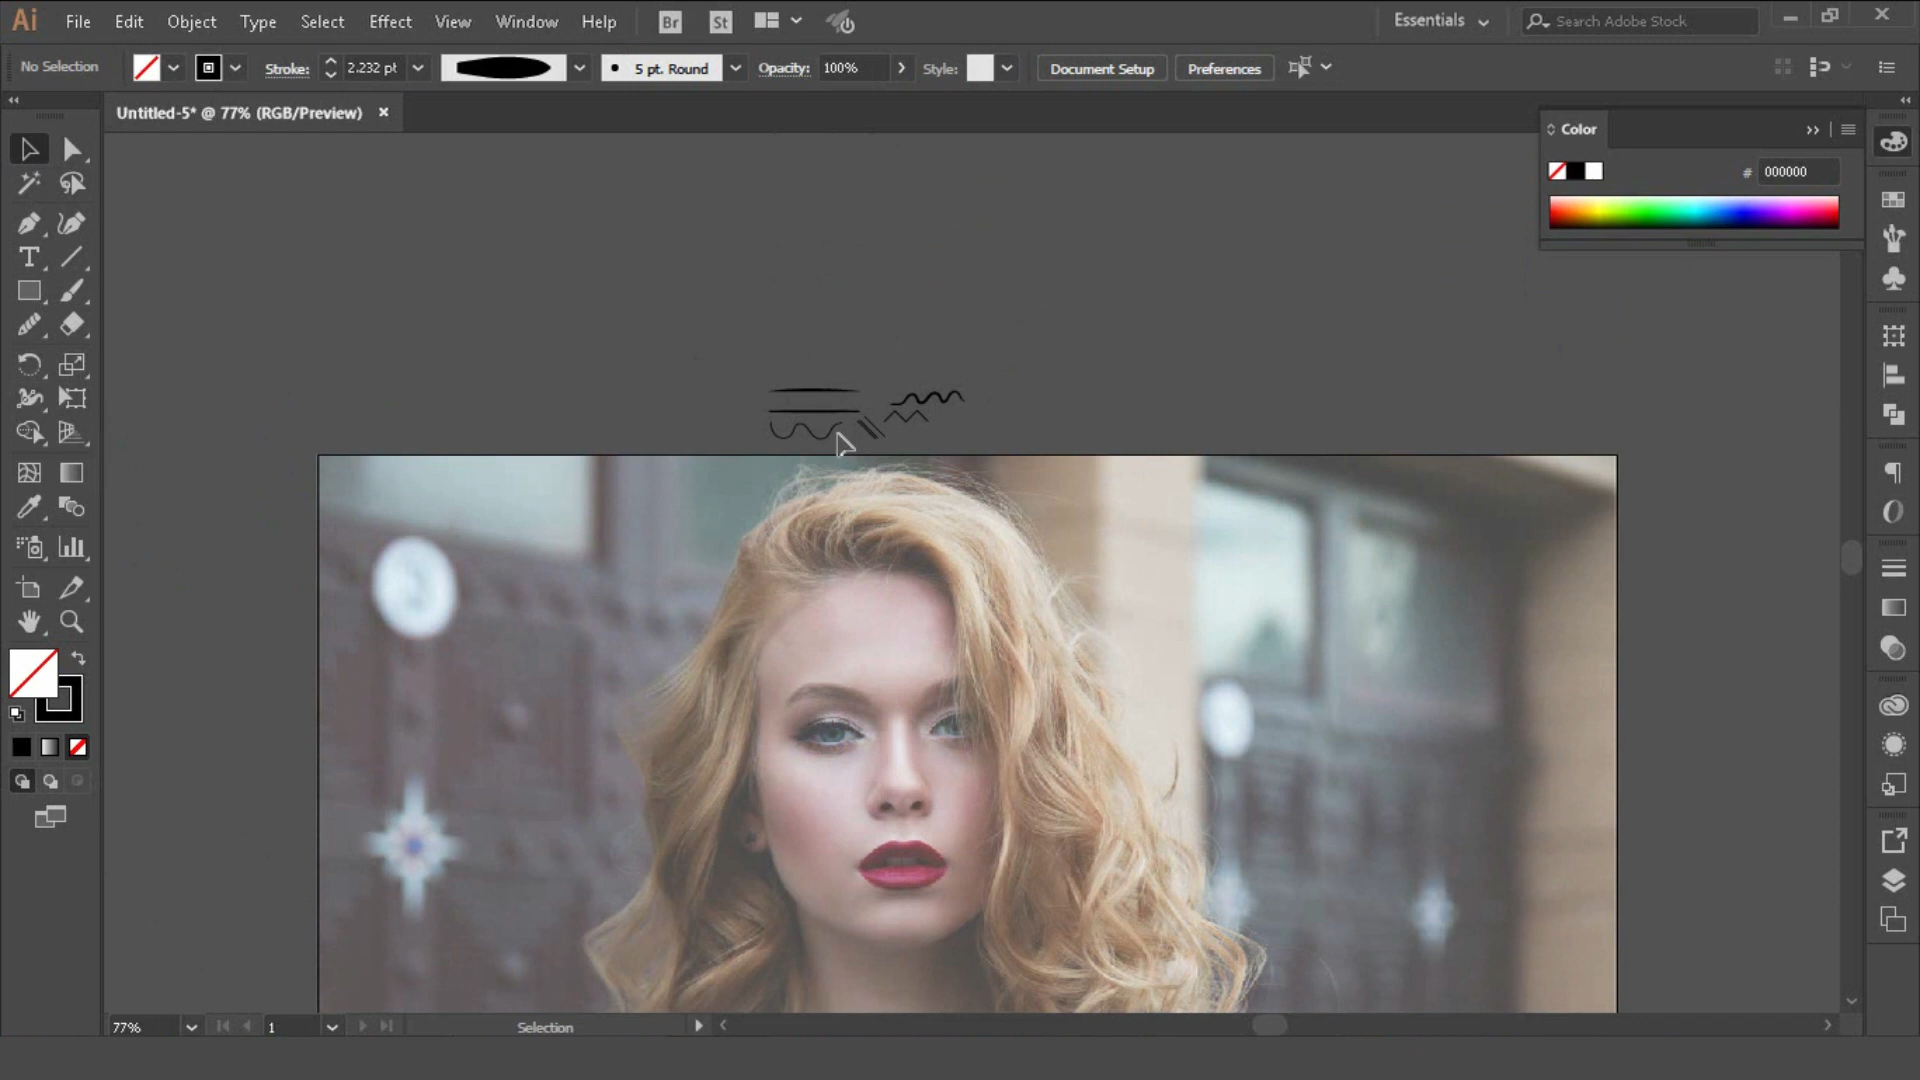 Ai File Edit Object Type Select Effect View Window Help Br St Essentials Search Adobe Stock
No Selection Stroke: 2.232 pt 5 pt. Round Opacity: 100% Style: Document Setup Preferences
Untitled-5* @ 77% (RGB/Preview)
Color
# 000000
77% 1 Selection